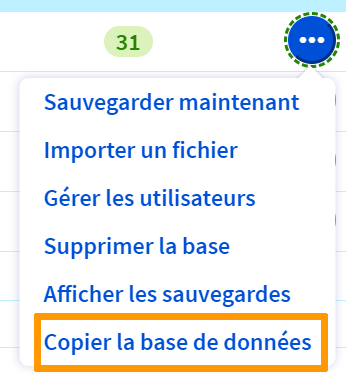 31
Sauvegarder maintenant
Importer un fichier
Gérer les utilisateurs
Supprimer la base
Afficher les sauvegardes
Copier la base de données